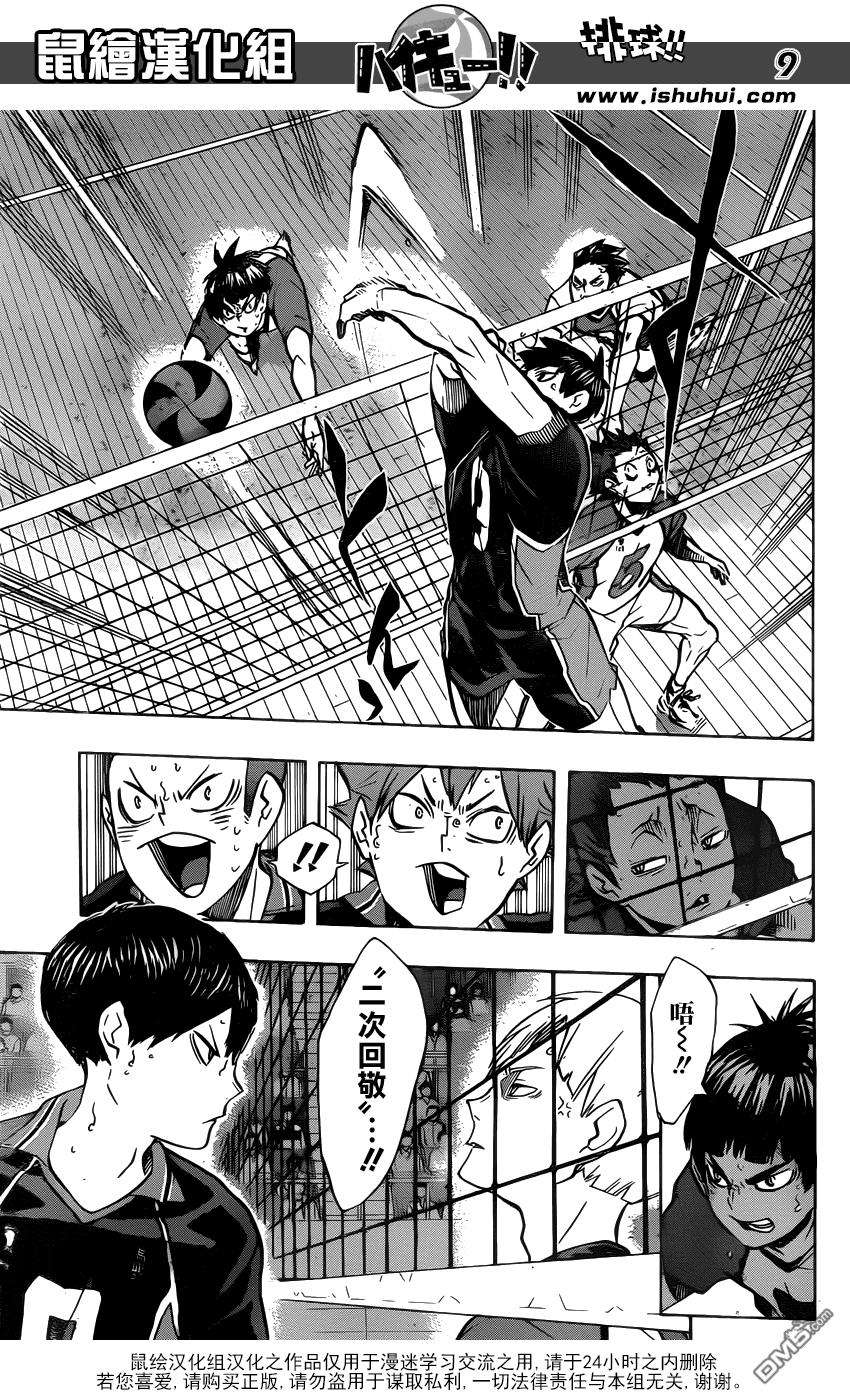 鼠繪漢化組
ハイキュー!!
排球!!
9
www.ishuhui.com
6
!!
唔~!!
〝二次回敬〞…!!
鼠绘汉化组汉化之作品仅用于漫迷学习交流之用, 请于24小时之内删除
若您喜爱, 请购买正版, 请勿盗用于谋取私利, 一切法律责任与本组无关, 谢谢.
DM5.com